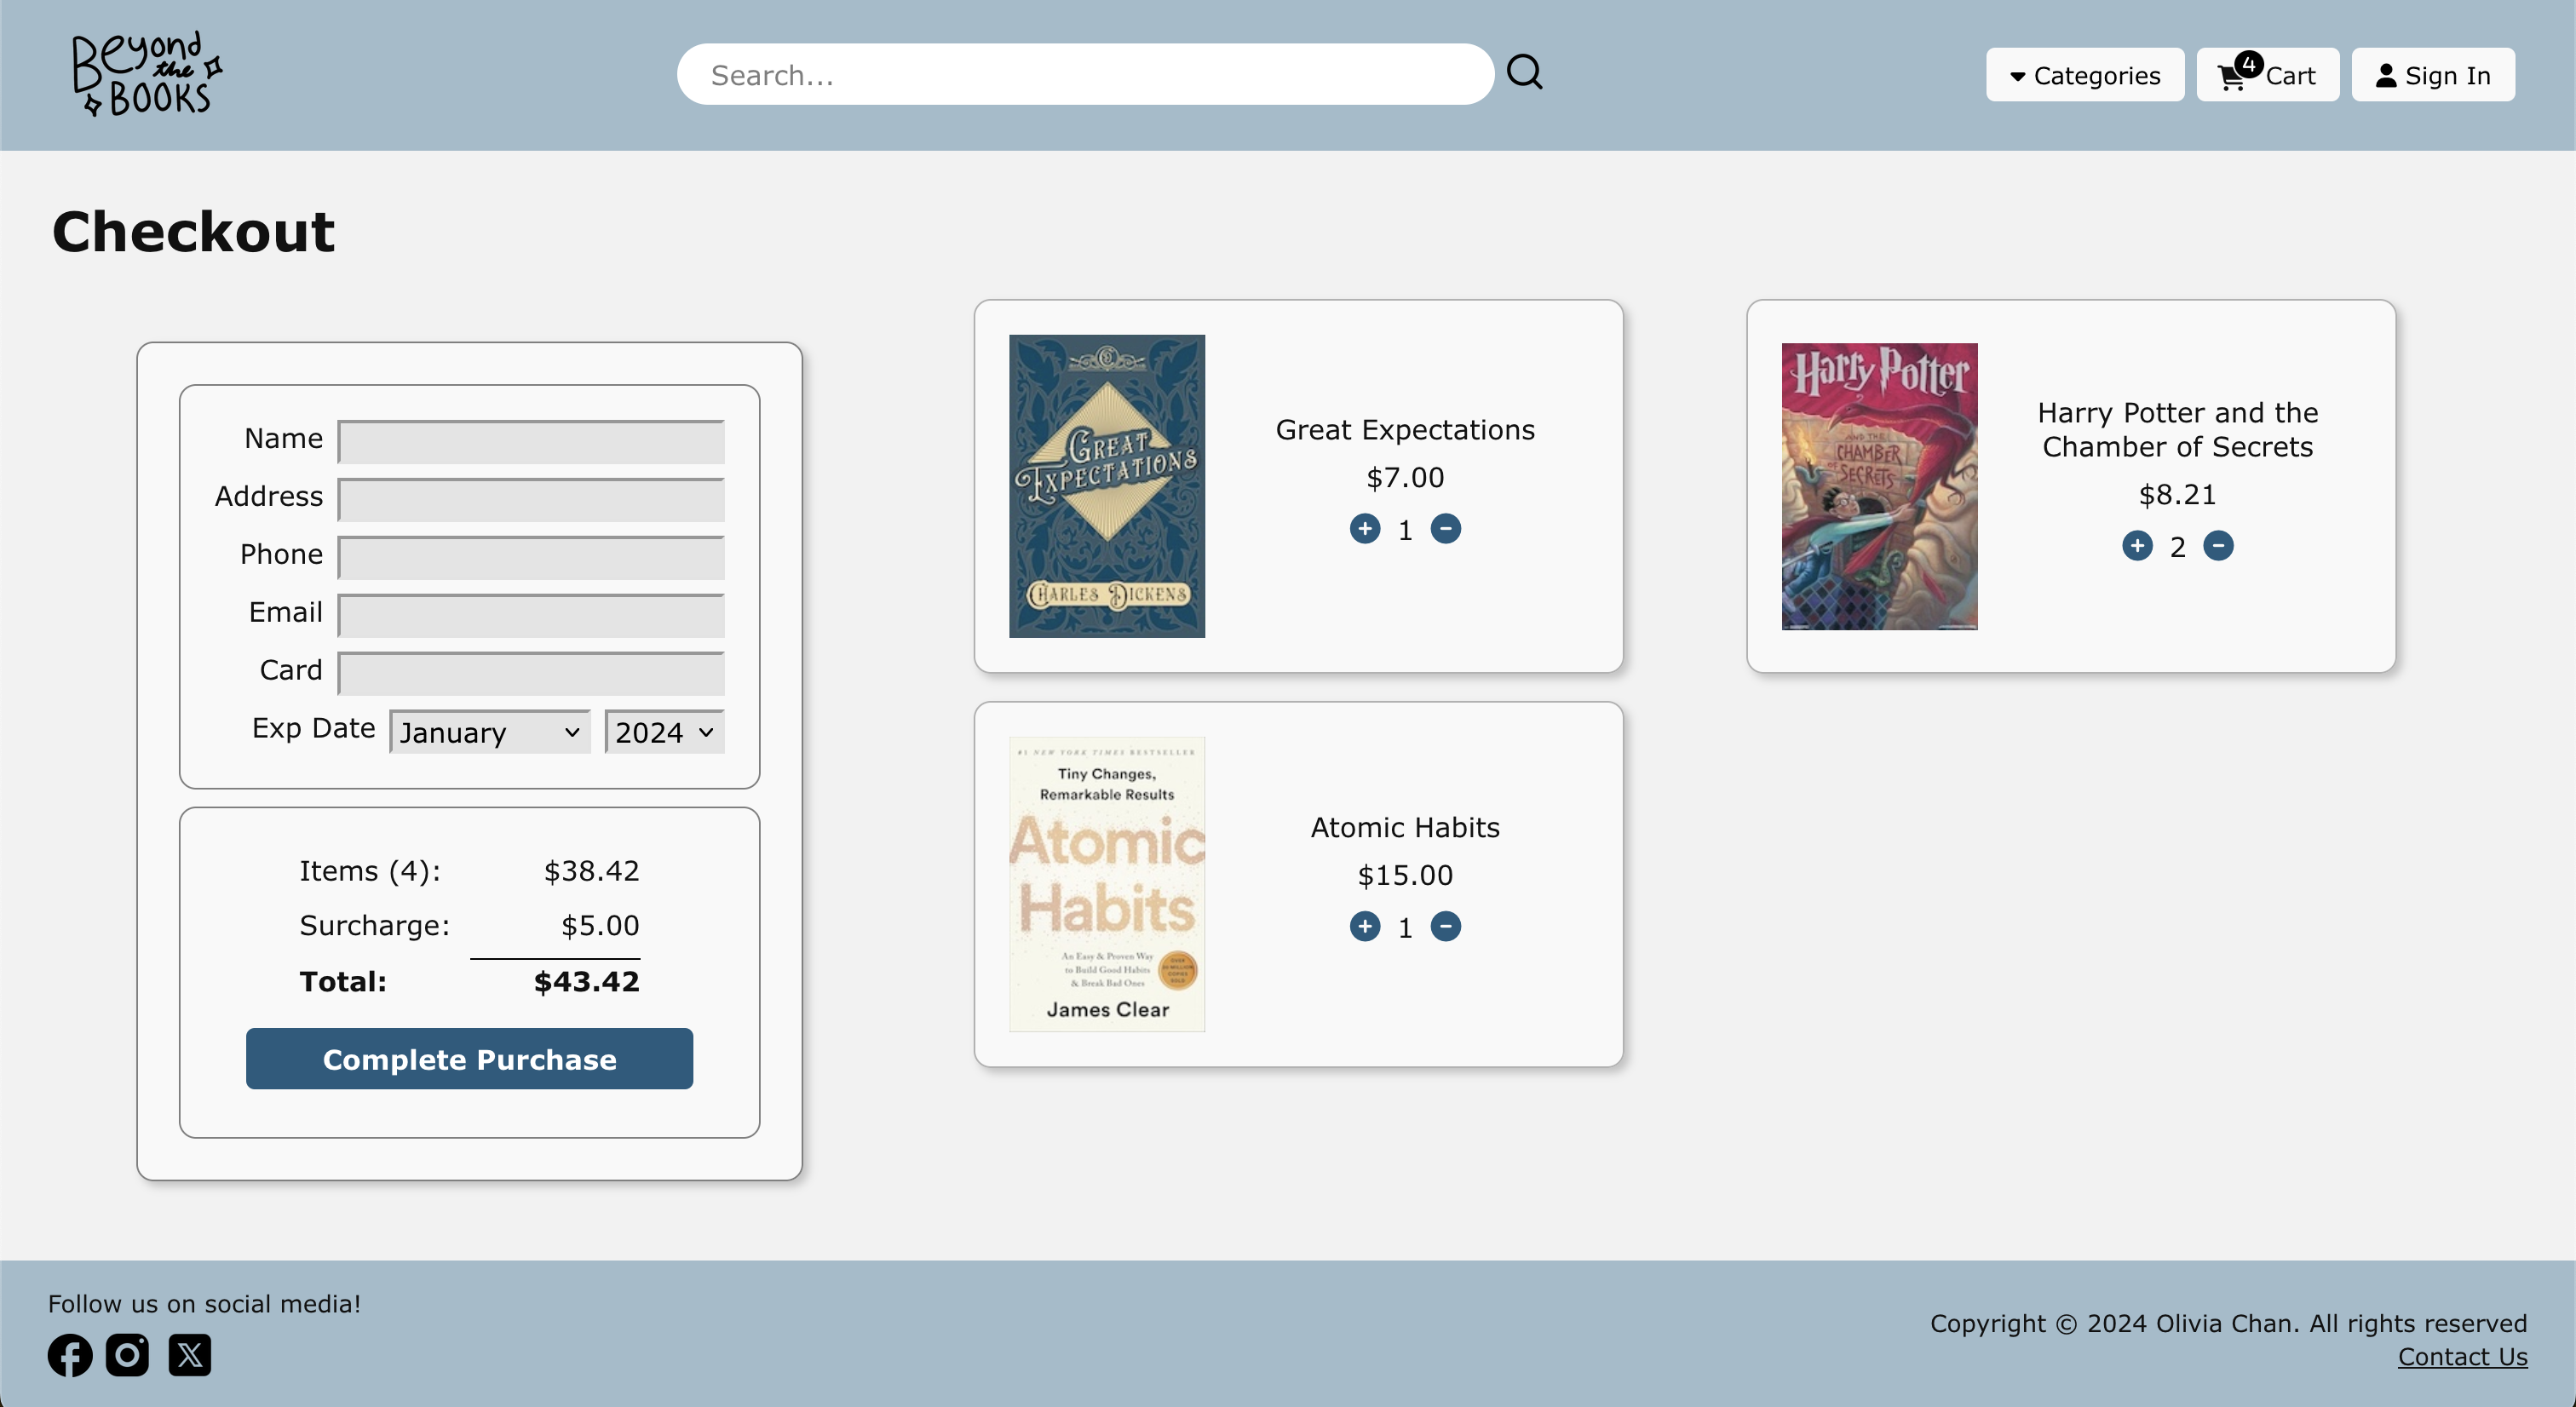 Beyond
the
BOOKS
Search...
Categories
4
Cart
Sign In
Checkout
Name
Address
Phone
Email
Card
Exp Date January 2024
Items (4): $38.42
Surcharge: $5.00
Total: $43.42
Complete Purchase
GREAT
EXPECTATIONS
CHARLES DICKENS
Great Expectations
$7.00
+ 1 −
Harry Potter
AND THE
CHAMBER
OF
SECRETS
Harry Potter and the
Chamber of Secrets
$8.21
+ 2 −
#1 NEW YORK TIMES BESTSELLER
Tiny Changes,
Remarkable Results
Atomic
Habits
An Easy & Proven Way
to Build Good Habits
& Break Bad Ones
James Clear
Atomic Habits
$15.00
+ 1 −
Follow us on social media!
Copyright © 2024 Olivia Chan. All rights reserved
Contact Us